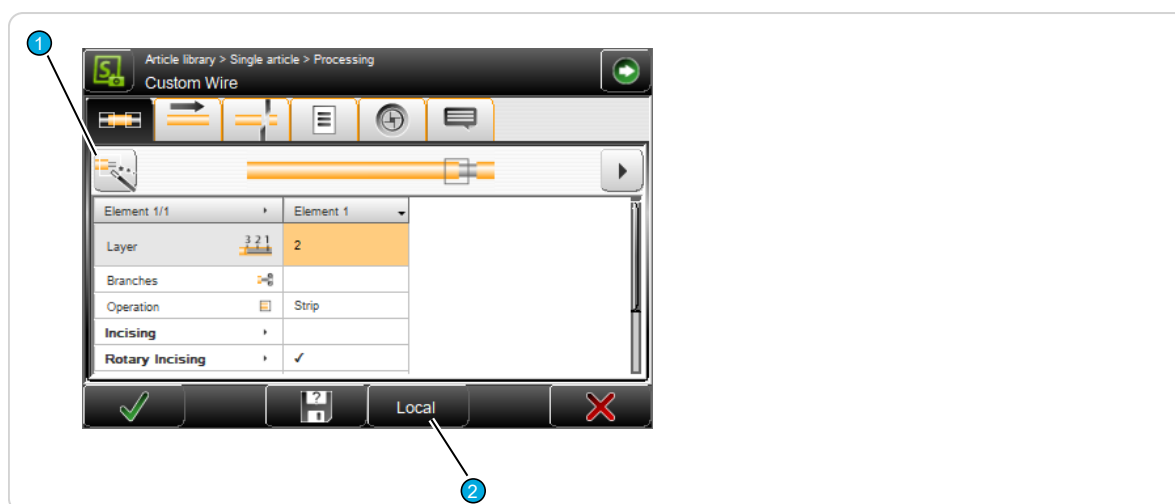 1
Article library > Single article > Processing
Custom Wire
Element 1/1 Element 1
Layer 3 2 1 2
Branches
Operation Strip
Incising
Rotary Incising ✓
?
Local
2